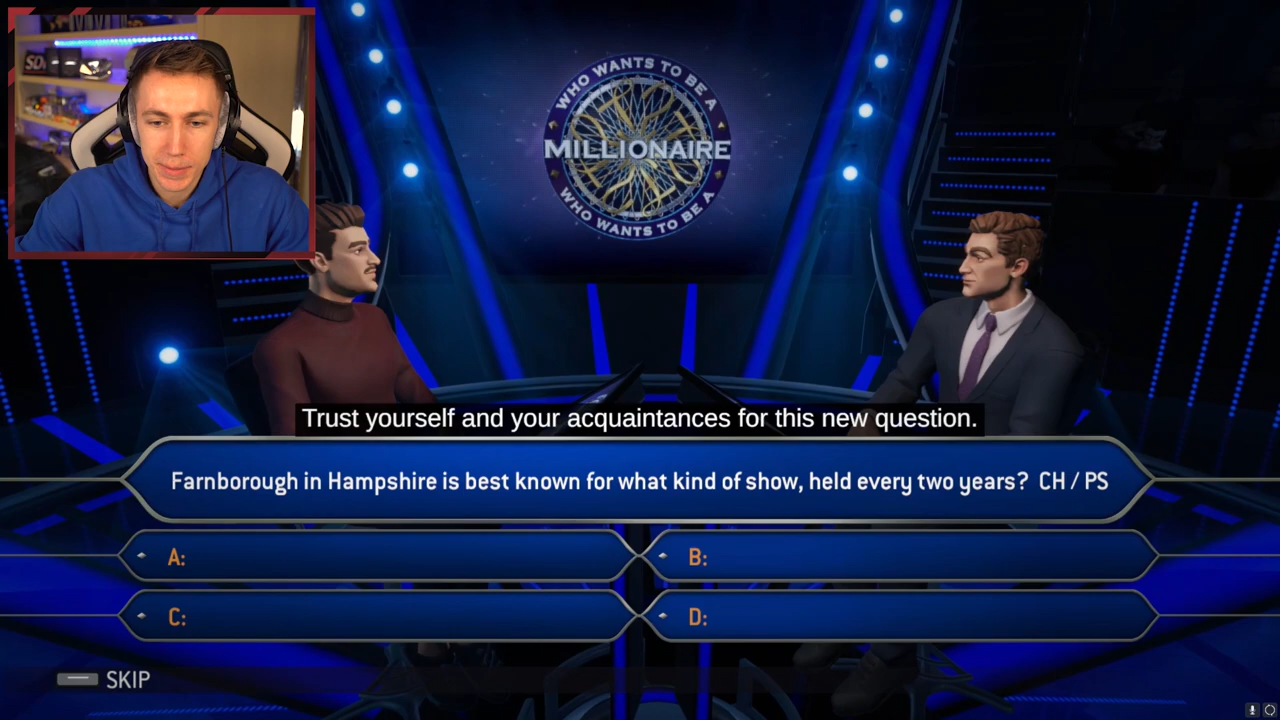 SD
WHO WANTS TO BE A
MILLIONAIRE
WHO WANTS TO BE A
Trust yourself and your acquaintances for this new question.
Farnborough in Hampshire is best known for what kind of show, held every two years? CH / PS
A:
B:
C:
D:
SKIP